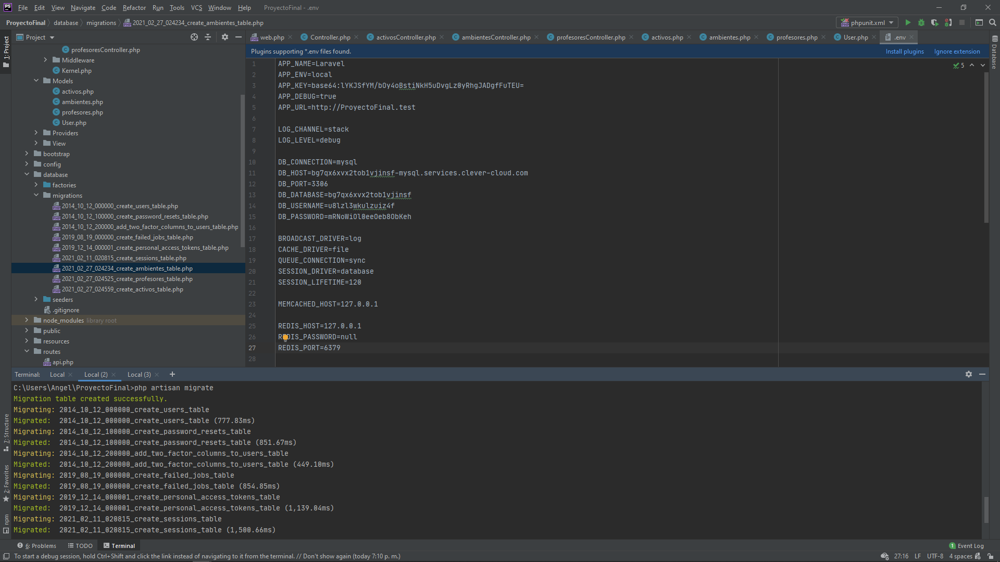 File Edit View Navigate Code Refactor Run Tools VCS Window Help ProyectoFinal - .env
ProyectoFinal database migrations 2021_02_27_024234_create_ambientes_table.php phpunit.xml
Project
web.php Controller.php activosController.php ambientesController.php profesoresController.php activos.php ambientes.php profesores.php User.php .env
Plugins supporting *.env files found. Install plugins Ignore extension
1: Project
7: Structure
2: Favorites
npm
Database
profesoresController.php
Middleware
Kernel.php
Models
activos.php
ambientes.php
profesores.php
User.php
Providers
View
bootstrap
config
database
factories
migrations
2014_10_12_000000_create_users_table.php
2014_10_12_100000_create_password_resets_table.php
2014_10_12_200000_add_two_factor_columns_to_users_table.php
2019_08_19_000000_create_failed_jobs_table.php
2019_12_14_000001_create_personal_access_tokens_table.php
2021_02_11_020815_create_sessions_table.php
2021_02_27_024234_create_ambientes_table.php
2021_02_27_024525_create_profesores_table.php
2021_02_27_024559_create_activos_table.php
seeders
.gitignore
node_modules library root
public
resources
routes
api.php
5
1 APP_NAME=Laravel
2 APP_ENV=local
3 APP_KEY=base64:lYKJSfYM/bOy4oBstiNkH5uDvgLz0yRhgJADgfFuTEU=
4 APP_DEBUG=true
5 APP_URL=http://ProyectoFinal.test
6
7 LOG_CHANNEL=stack
8 LOG_LEVEL=debug
9
10 DB_CONNECTION=mysql
11 DB_HOST=bg7qx6xvx2tob1vjinsf-mysql.services.clever-cloud.com
12 DB_PORT=3306
13 DB_DATABASE=bg7qx6xvx2tob1vjinsf
14 DB_USERNAME=u8lzl3wkulzuiz4f
15 DB_PASSWORD=mRNoWiOl0eeOeb8ObKeh
16
17 BROADCAST_DRIVER=log
18 CACHE_DRIVER=file
19 QUEUE_CONNECTION=sync
20 SESSION_DRIVER=database
21 SESSION_LIFETIME=120
22
23 MEMCACHED_HOST=127.0.0.1
24
25 REDIS_HOST=127.0.0.1
26 REDIS_PASSWORD=null
27 REDIS_PORT=6379
28
Terminal: Local Local (2) Local (3)
C:\Users\Angel\ProyectoFinal>php artisan migrate
Migration table created successfully.
Migrating: 2014_10_12_000000_create_users_table
Migrated: 2014_10_12_000000_create_users_table (777.83ms)
Migrating: 2014_10_12_100000_create_password_resets_table
Migrated: 2014_10_12_100000_create_password_resets_table (851.67ms)
Migrating: 2014_10_12_200000_add_two_factor_columns_to_users_table
Migrated: 2014_10_12_200000_add_two_factor_columns_to_users_table (449.10ms)
Migrating: 2019_08_19_000000_create_failed_jobs_table
Migrated: 2019_08_19_000000_create_failed_jobs_table (854.85ms)
Migrating: 2019_12_14_000001_create_personal_access_tokens_table
Migrated: 2019_12_14_000001_create_personal_access_tokens_table (1,139.04ms)
Migrating: 2021_02_11_020815_create_sessions_table
Migrated: 2021_02_11_020815_create_sessions_table (1,500.66ms)
6: Problems TODO Terminal 1 Event Log
To start a debug session, hold Ctrl+Shift and click the link instead of navigating to it from the terminal. // Don't show again (today 7:10 p. m.) 27:16 LF UTF-8 4 spaces